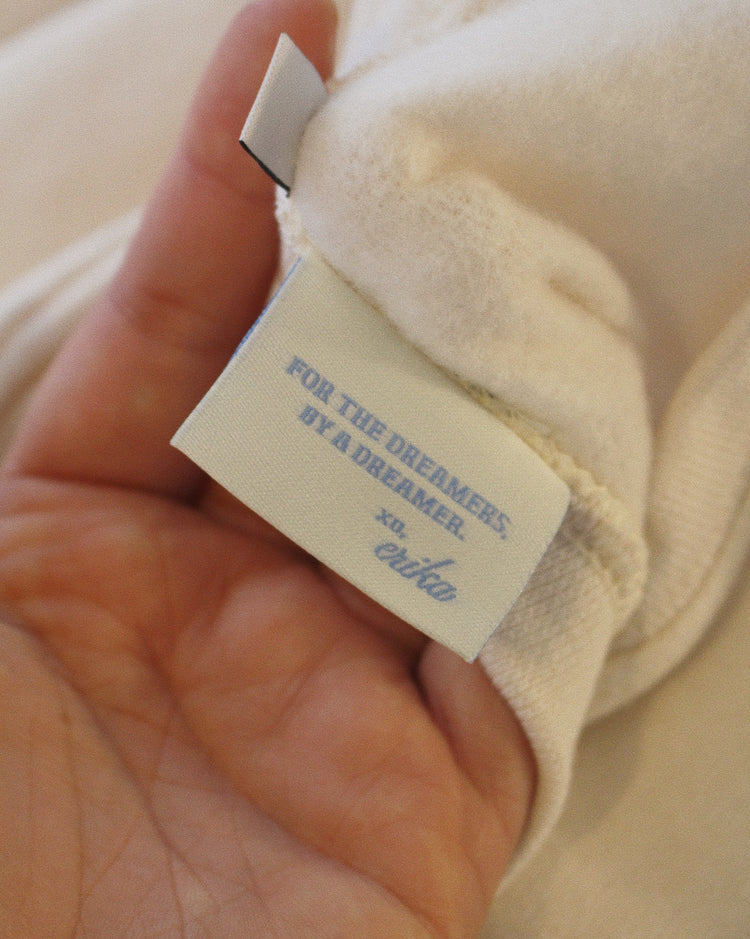 FOR THE DREAMERS,
BY A DREAMER.
XO,
erika